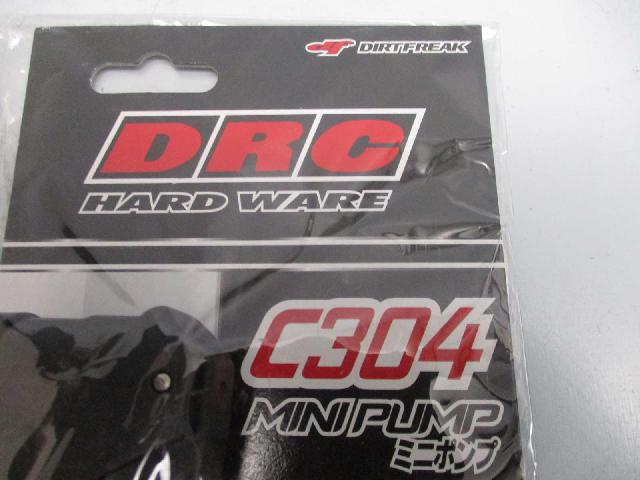 DIRTFREAK
DRC
HARD WARE
C304
MINI PUMP
ミニポンプ